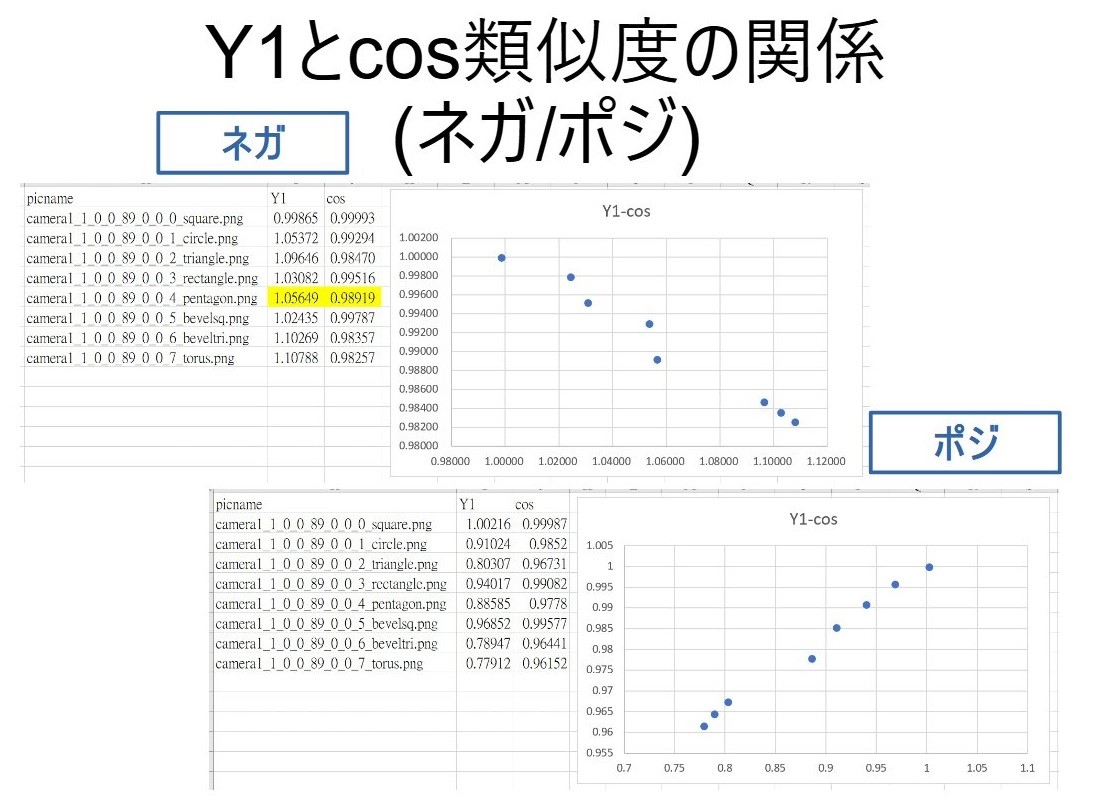 Y1とcos類似度の関係
(ネガ/ポジ)
ネガ
picname Y1 cos
camera1_1_0_0_89_0_0_0_square.png 0.99865 0.99993
camera1_1_0_0_89_0_0_1_circle.png 1.05372 0.99294
camera1_1_0_0_89_0_0_2_triangle.png 1.09646 0.98470
camera1_1_0_0_89_0_0_3_rectangle.png 1.03082 0.99516
camera1_1_0_0_89_0_0_4_pentagon.png 1.05649 0.98919
camera1_1_0_0_89_0_0_5_bevelsq.png 1.02435 0.99787
camera1_1_0_0_89_0_0_6_beveltri.png 1.10269 0.98357
camera1_1_0_0_89_0_0_7_torus.png 1.10788 0.98257
Y1-cos
1.00200
1.00000
0.99800
0.99600
0.99400
0.99200
0.99000
0.98800
0.98600
0.98400
0.98200
0.98000
0.98000 1.00000 1.02000 1.04000 1.06000 1.08000 1.10000 1.12000
ポジ
picname Y1 cos
camera1_1_0_0_89_0_0_0_square.png 1.00216 0.99987
camera1_1_0_0_89_0_0_1_circle.png 0.91024 0.9852
camera1_1_0_0_89_0_0_2_triangle.png 0.80307 0.96731
camera1_1_0_0_89_0_0_3_rectangle.png 0.94017 0.99082
camera1_1_0_0_89_0_0_4_pentagon.png 0.88585 0.9778
camera1_1_0_0_89_0_0_5_bevelsq.png 0.96852 0.99577
camera1_1_0_0_89_0_0_6_beveltri.png 0.78947 0.96441
camera1_1_0_0_89_0_0_7_torus.png 0.77912 0.96152
Y1-cos
1.005
1
0.995
0.99
0.985
0.98
0.975
0.97
0.965
0.96
0.955
0.7 0.75 0.8 0.85 0.9 0.95 1 1.05 1.1